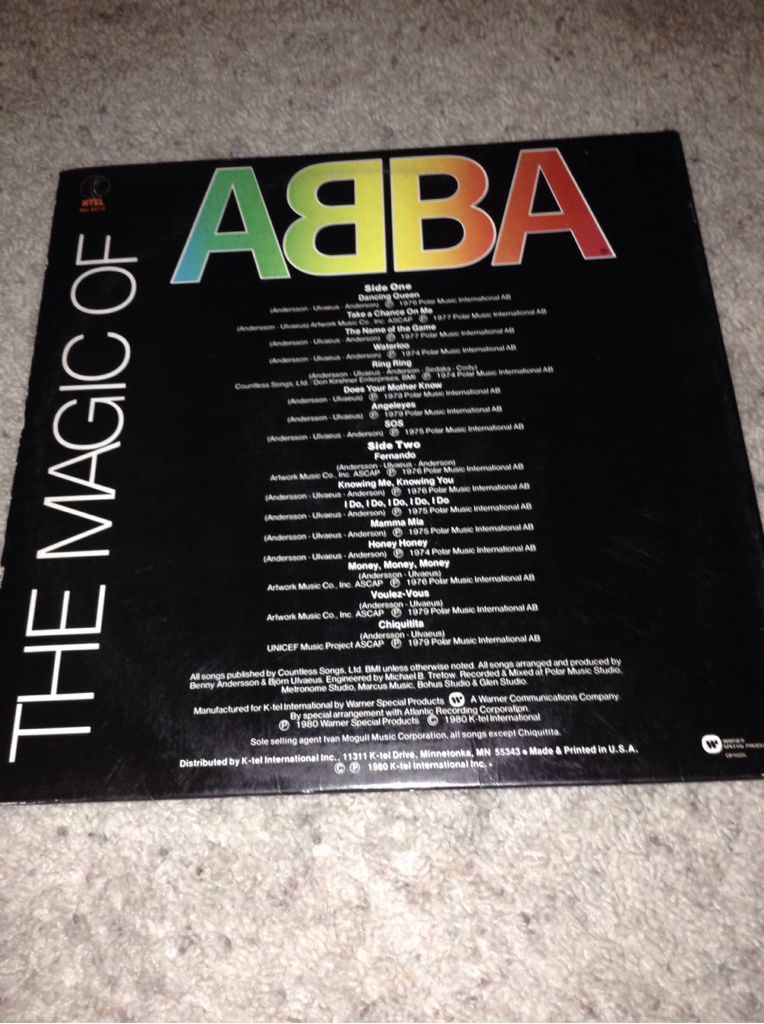 THE MAGIC OF
ABBA
KTEL
Side One
Dancing Queen
(Andersson - Ulvaeus - Anderson) Ⓟ 1976 Polar Music International AB
Take a Chance On Me
(Andersson - Ulvaeus) Artwork Music Co., Inc. ASCAP Ⓟ 1977 Polar Music International AB
The Name of the Game
(Andersson - Ulvaeus - Anderson) Ⓟ 1977 Polar Music International AB
Waterloo
(Andersson - Ulvaeus - Anderson) Ⓟ 1974 Polar Music International AB
Ring Ring
(Andersson - Ulvaeus - Anderson - Sedaka - Cody)
Countless Songs, Ltd./ Don Kirshner Enterprises, BMI Ⓟ 1974 Polar Music International AB
Does Your Mother Know
(Andersson - Ulvaeus) Ⓟ 1979 Polar Music International AB
Angeleyes
(Andersson - Ulvaeus) Ⓟ 1979 Polar Music International AB
SOS
(Andersson - Ulvaeus - Anderson) Ⓟ 1975 Polar Music International AB
Side Two
Fernando
(Andersson - Ulvaeus - Anderson)
Artwork Music Co., Inc. ASCAP Ⓟ 1976 Polar Music International AB
Knowing Me, Knowing You
(Andersson - Ulvaeus - Anderson) Ⓟ 1976 Polar Music International AB
I Do, I Do, I Do, I Do, I Do
(Andersson - Ulvaeus - Anderson) Ⓟ 1975 Polar Music International AB
Mamma Mia
(Andersson - Ulvaeus - Anderson) Ⓟ 1975 Polar Music International AB
Honey Honey
(Andersson - Ulvaeus - Anderson) Ⓟ 1974 Polar Music International AB
Money, Money, Money
(Andersson - Ulvaeus)
Artwork Music Co., Inc. ASCAP Ⓟ 1976 Polar Music International AB
Voulez-Vous
(Andersson - Ulvaeus)
Artwork Music Co., Inc. ASCAP Ⓟ 1979 Polar Music International AB
Chiquitita
(Andersson - Ulvaeus)
UNICEF Music Project ASCAP Ⓟ 1979 Polar Music International AB
All songs published by Countless Songs, Ltd. BMI unless otherwise noted. All songs arranged and produced by
Benny Andersson & Björn Ulvaeus. Engineered by Michael B. Tretow. Recorded & Mixed at Polar Music Studio,
Metronome Studio, Marcus Music, Bohus Studio & Glen Studio.
Manufactured for K-tel International by Warner Special Products A Warner Communications Company.
By special arrangement with Atlantic Recording Corporation.
Ⓟ 1980 Warner Special Products © 1980 K-tel International
Sole selling agent Ivan Mogull Music Corporation, all songs except Chiquitita.
Distributed by K-tel International Inc., 11311 K-tel Drive, Minnetonka, MN 55343 • Made & Printed in U.S.A.
© Ⓟ 1980 K-tel International Inc. •
WARNER
SPECIAL PRODUCTS